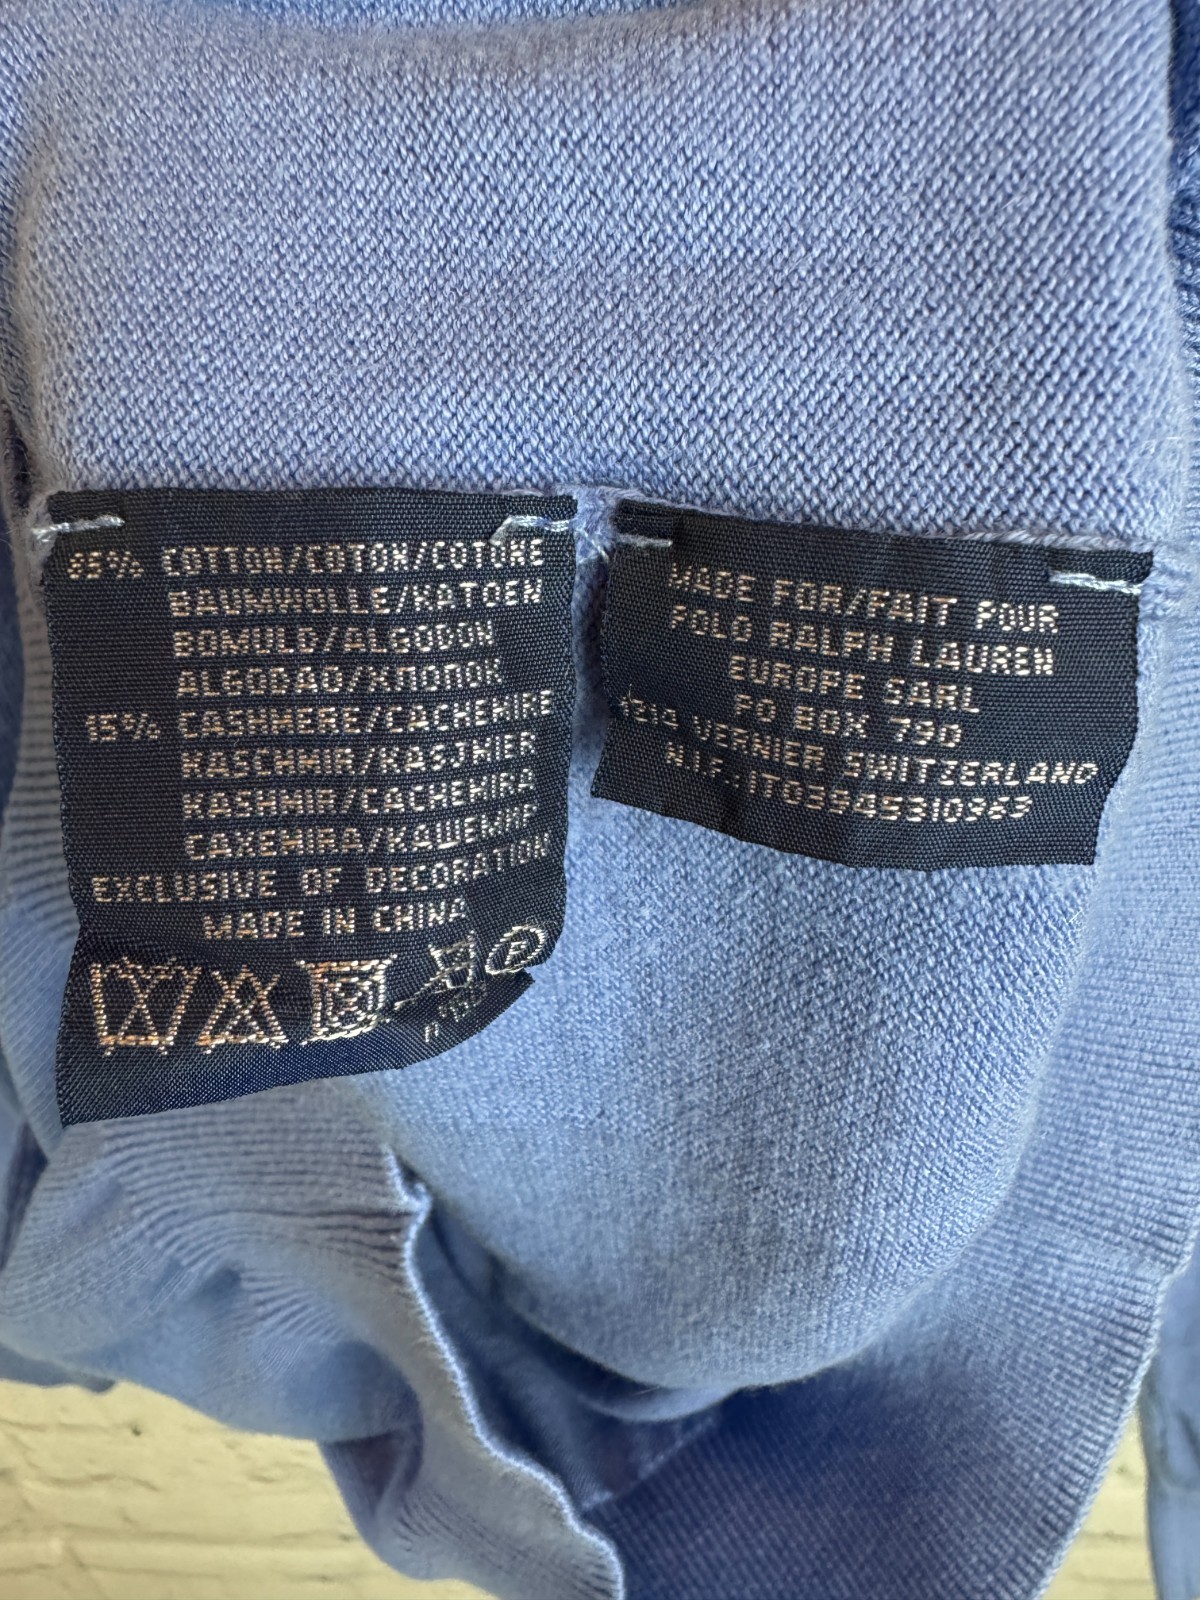 85% COTTON/COTON/COTONE
BAUMWOLLE/KATOEN
BOMULD/ALGODON
ALGODAO/ХЛОПОК
15% CASHMERE/CACHEMIRE
KASCHMIR/KASJMIER
KASHMIR/CACHEMIRA
CAXEMIRA/КАШЕМИР
EXCLUSIVE OF DECORATION
MADE IN CHINA
P
MADE FOR/FAIT POUR
POLO RALPH LAUREN
EUROPE SARL
PO BOX 790
1214 VERNIER SWITZERLAND
N.I.F.:IT03945310963